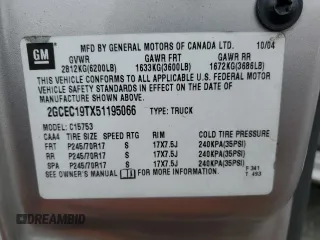 GM
MFD BY GENERAL MOTORS OF CANADA LTD. 10/04
GVWR GAWR FRT GAWR RR
2812KG(6200LB) 1633KG(3600LB) 1672KG(3686LB)
THIS VEHICLE CONFORMS TO ALL APPLICABLE
U.S. FEDERAL MOTOR VEHICLE SAFETY
STANDARDS IN EFFECT ON THE DATE OF
MANUFACTURE SHOWN ABOVE.
2GCEC19TX51195066 TYPE: TRUCK
MODEL: C15753
CAA4 TIRE SIZE SPEED RTG RIM COLD TIRE PRESSURE
FRT P245/70R17 S 17X7.5J 240KPA(35PSI)
RR P245/70R17 S 17X7.5J 240KPA(35PSI)
SPA P245/70R17 S 17X7.5J 240KPA(35PSI)
SEE OWNER'S MANUAL FOR ADDITIONAL INFORMATION.
DREAMBID